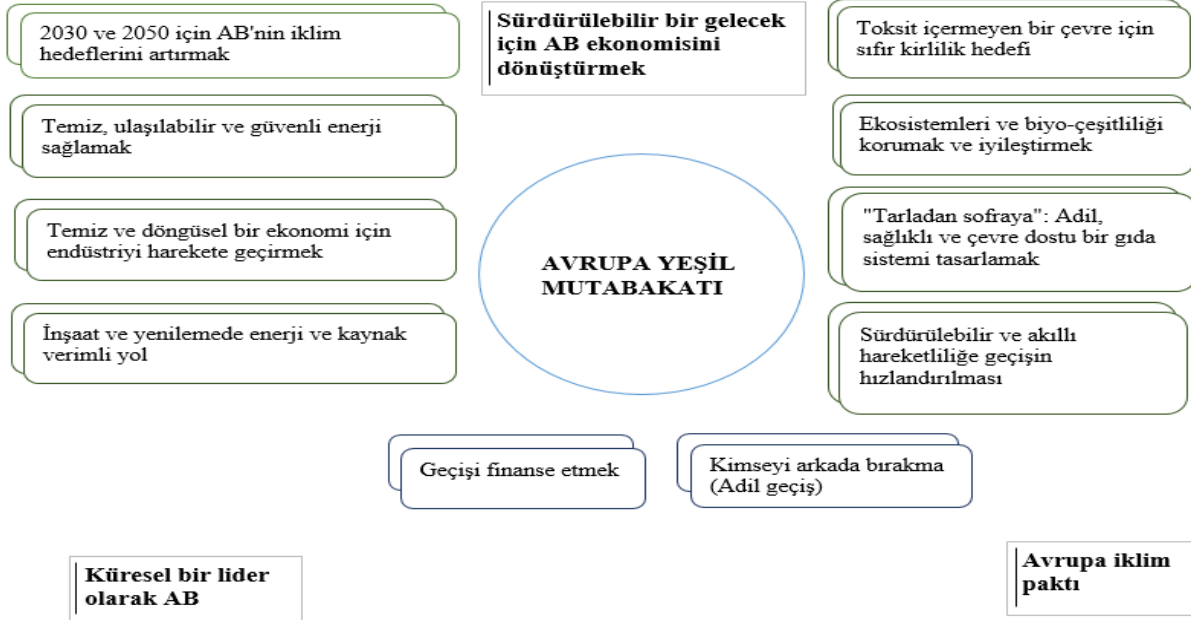 Sürdürülebilir bir gelecek
için AB ekonomisini
dönüştürmek
2030 ve 2050 için AB'nin iklim
hedeflerini artırmak
Temiz, ulaşılabilir ve güvenli enerji
sağlamak
Temiz ve döngüsel bir ekonomi için
endüstriyi harekete geçirmek
İnşaat ve yenilemede enerji ve kaynak
verimli yol
AVRUPA YEŞİL
MUTABAKATI
Toksit içermeyen bir çevre için
sıfır kirlilik hedefi
Ekosistemleri ve biyo-çeşitliliği
korumak ve iyileştirmek
"Tarladan sofraya": Adil,
sağlıklı ve çevre dostu bir gıda
sistemi tasarlamak
Sürdürülebilir ve akıllı
hareketliliğe geçişin
hızlandırılması
Geçişi finanse etmek
Kimseyi arkada bırakma
(Adil geçiş)
Küresel bir lider
olarak AB
Avrupa iklim
paktı